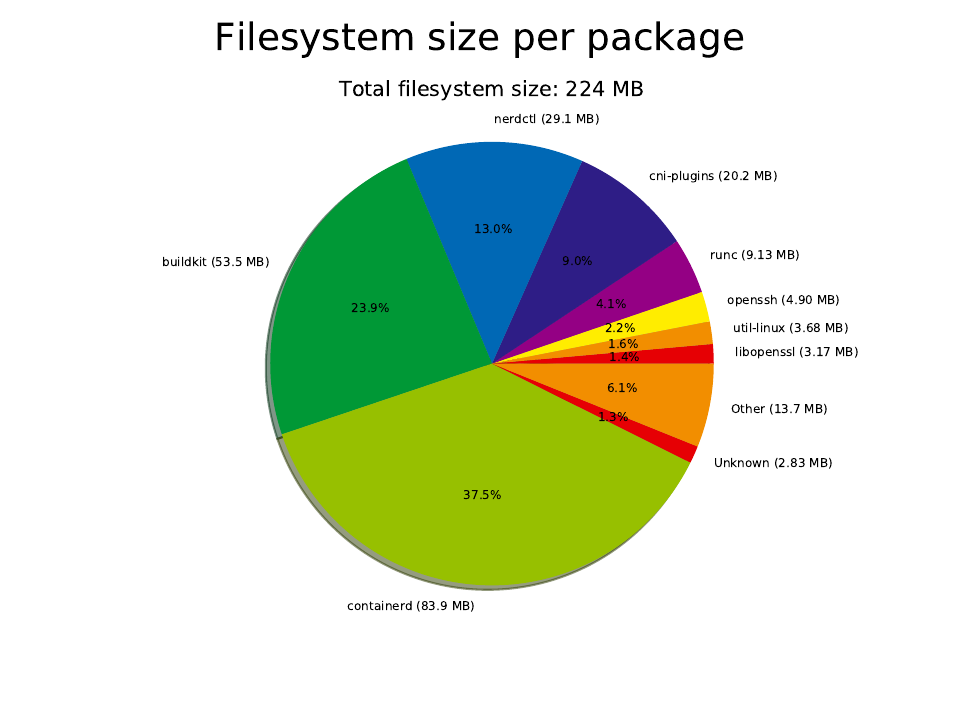 Filesystem size per package
Total filesystem size: 224 MB
nerdctl (29.1 MB)
cni-plugins (20.2 MB)
runc (9.13 MB)
buildkit (53.5 MB)
openssh (4.90 MB)
util-linux (3.68 MB)
libopenssl (3.17 MB)
Other (13.7 MB)
Unknown (2.83 MB)
containerd (83.9 MB)
13.0%
9.0%
4.1%
23.9%
2.2%
1.6%
1.4%
6.1%
1.3%
37.5%